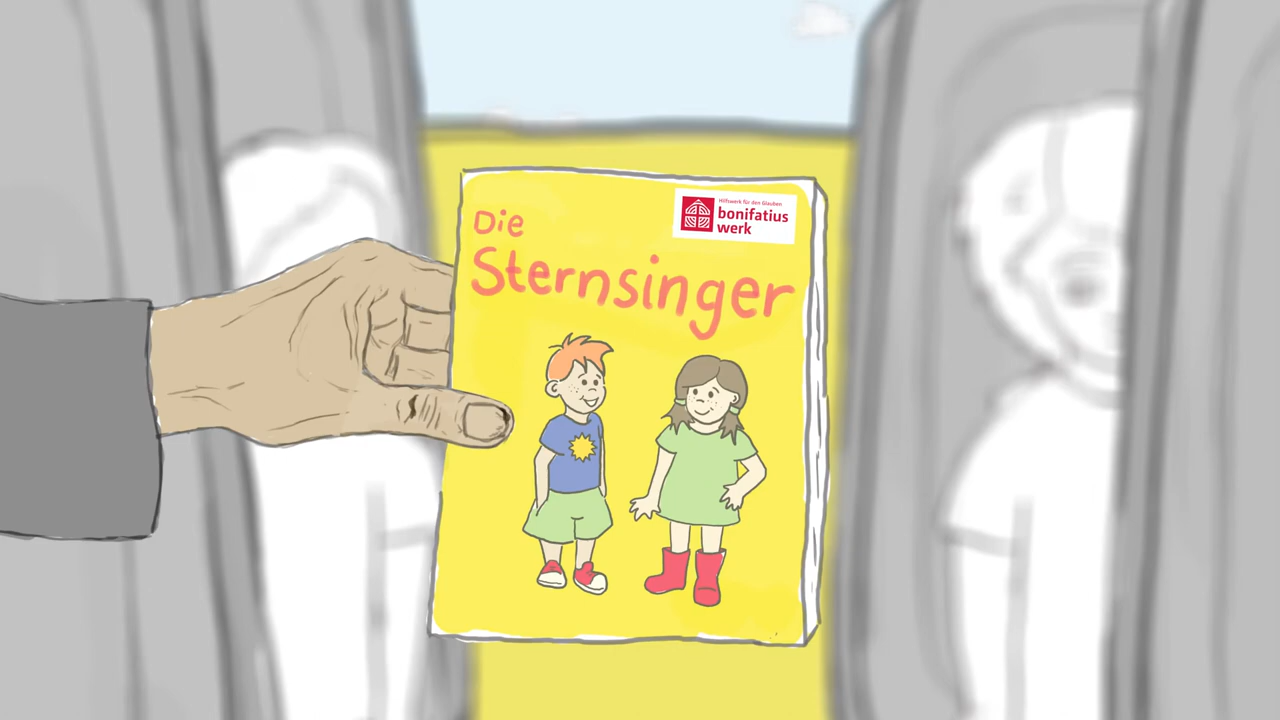 Hilfswerk für den Glauben
bonifatius
werk
Die
Sternsinger